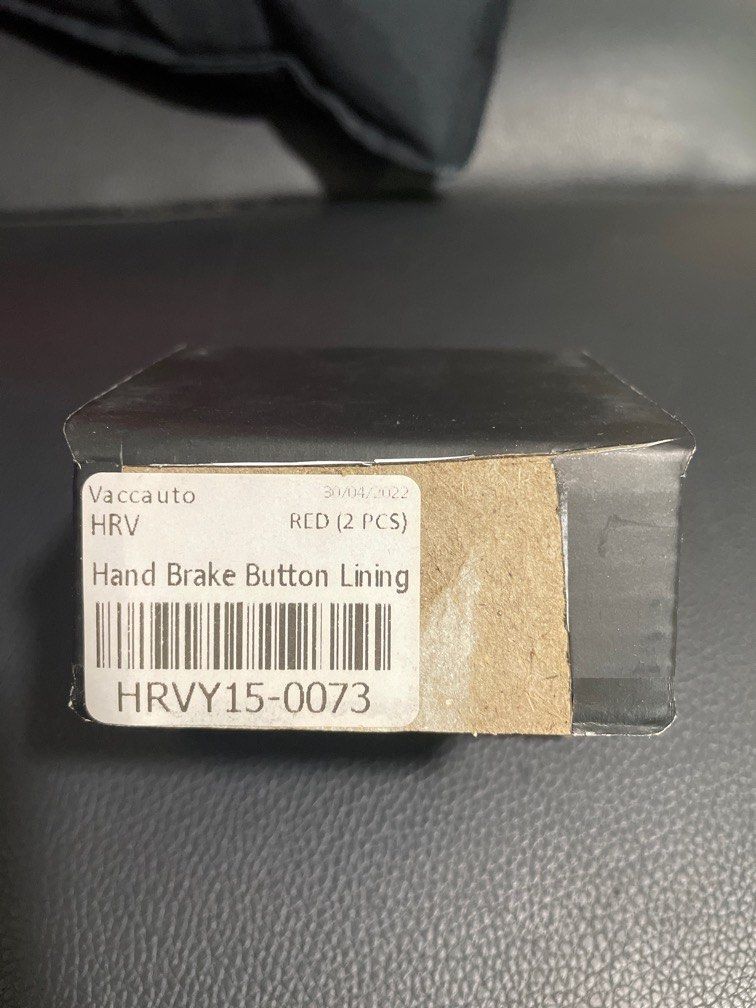 Vaccauto 30/04/2022
HRV RED (2 PCS)
Hand Brake Button Lining
HRVY15-0073